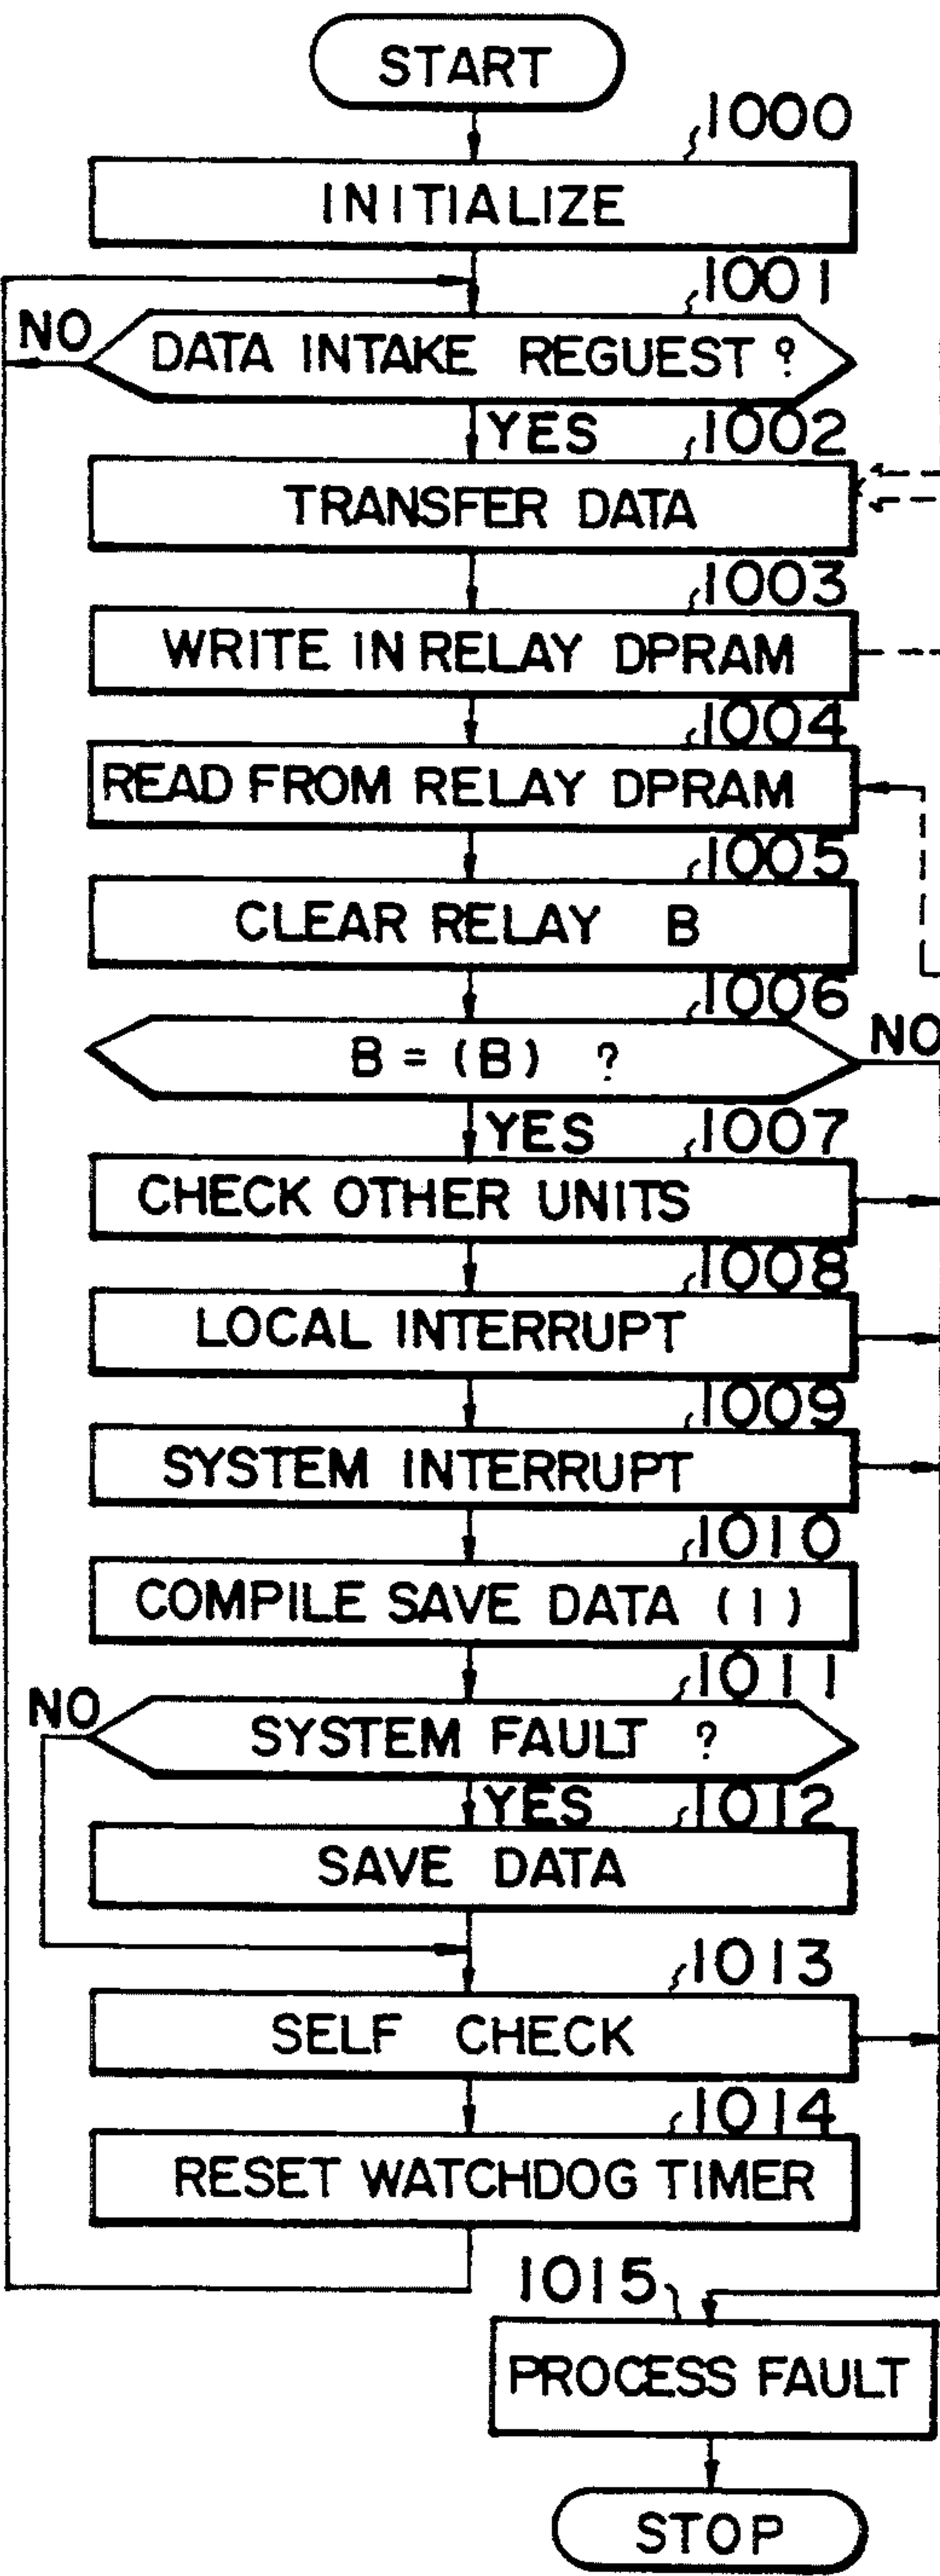 START
1000
INITIALIZE
1001
NO
DATA INTAKE REGUEST ?
YES
1002
TRANSFER DATA
1003
WRITE IN RELAY DPRAM
1004
READ FROM RELAY DPRAM
1005
CLEAR RELAY B
1006
B = (B) ?
NO
YES
1007
CHECK OTHER UNITS
1008
LOCAL INTERRUPT
1009
SYSTEM INTERRUPT
1010
COMPILE SAVE DATA (1)
1011
NO
SYSTEM FAULT ?
YES
1012
SAVE DATA
1013
SELF CHECK
1014
RESET WATCHDOG TIMER
1015
PROCESS FAULT
STOP